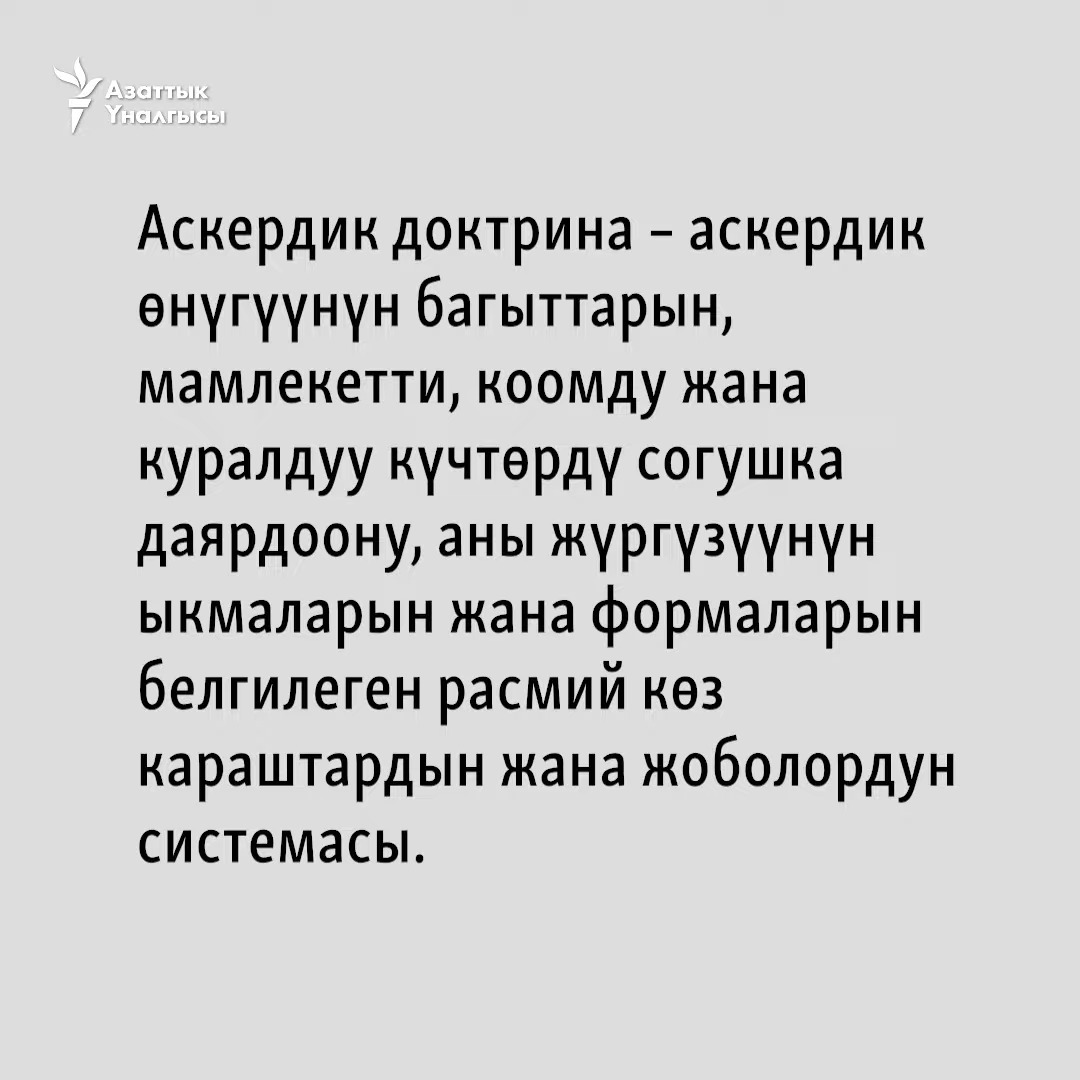 Азаттык
Үналгысы
Аскердик доктрина – аскердик
өнүгүүнүн багыттарын,
мамлекетти, коомду жана
куралдуу күчтөрдү согушка
даярдоону, аны жүргүзүүнүн
ыкмаларын жана формаларын
белгилеген расмий көз
караштардын жана жоболордун
системасы.